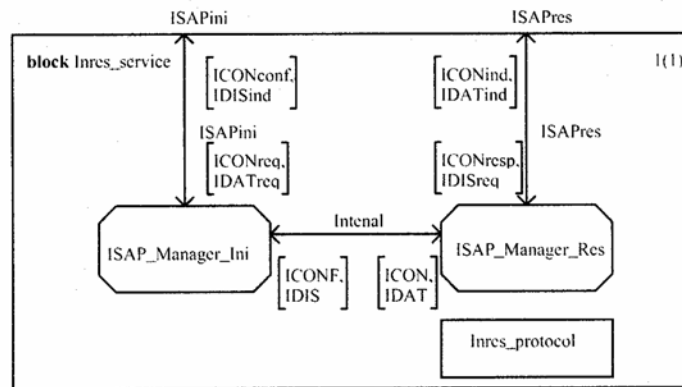 ISAPini
ISAPres
block Inres_service
1(1)
ICONconf,
IDISind
ICONind,
IDATind
ISAPini
ISAPres
ICONreq,
IDATreq
ICONresp,
IDISreq
ISAP_Manager_Ini
Intenal
ISAP_Manager_Res
ICONF,
IDIS
ICON,
IDAT
Inres_protocol